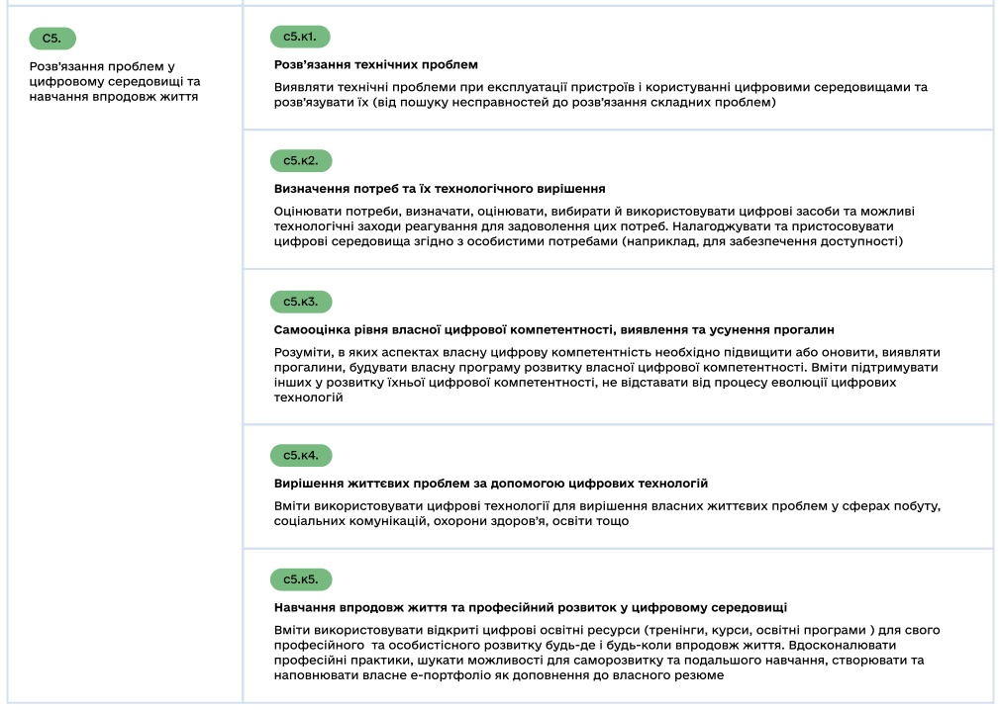 С5.
Розв'язання проблем у
цифровому середовищі та
навчання впродовж життя
с5.к1.
Розв'язання технічних проблем
Виявляти технічні проблеми при експлуатації пристроїв і користуванні цифровими середовищами та
розв'язувати їх (від пошуку несправностей до розв'язання складних проблем)
с5.к2.
Визначення потреб та їх технологічного вирішення
Оцінювати потреби, визначати, оцінювати, вибирати й використовувати цифрові засоби та можливі
технологічні заходи реагування для задоволення цих потреб. Налагоджувати та пристосовувати
цифрові середовища згідно з особистими потребами (наприклад, для забезпечення доступності)
с5.к3.
Самооцінка рівня власної цифрової компетентності, виявлення та усунення прогалин
Розуміти, в яких аспектах власну цифрову компетентність необхідно підвищити або оновити, виявляти
прогалини, будувати власну програму розвитку власної цифрової компетентності. Вміти підтримувати
інших у розвитку їхньої цифрової компетентності, не відставати від процесу еволюції цифрових
технологій
с5.к4.
Вирішення життєвих проблем за допомогою цифрових технологій
Вміти використовувати цифрові технології для вирішення власних життєвих проблем у сферах побуту,
соціальних комунікацій, охорони здоров'я, освіти тощо
с5.к5.
Навчання впродовж життя та професійний розвиток у цифровому середовищі
Вміти використовувати відкриті цифрові освітні ресурси (тренінги, курси, освітні програми ) для свого
професійного  та особистісного розвитку будь-де і будь-коли впродовж життя. Вдосконалювати
професійні практики, шукати можливості для саморозвитку та подальшого навчання, створювати та
наповнювати власне е-портфоліо як доповнення до власного резюме